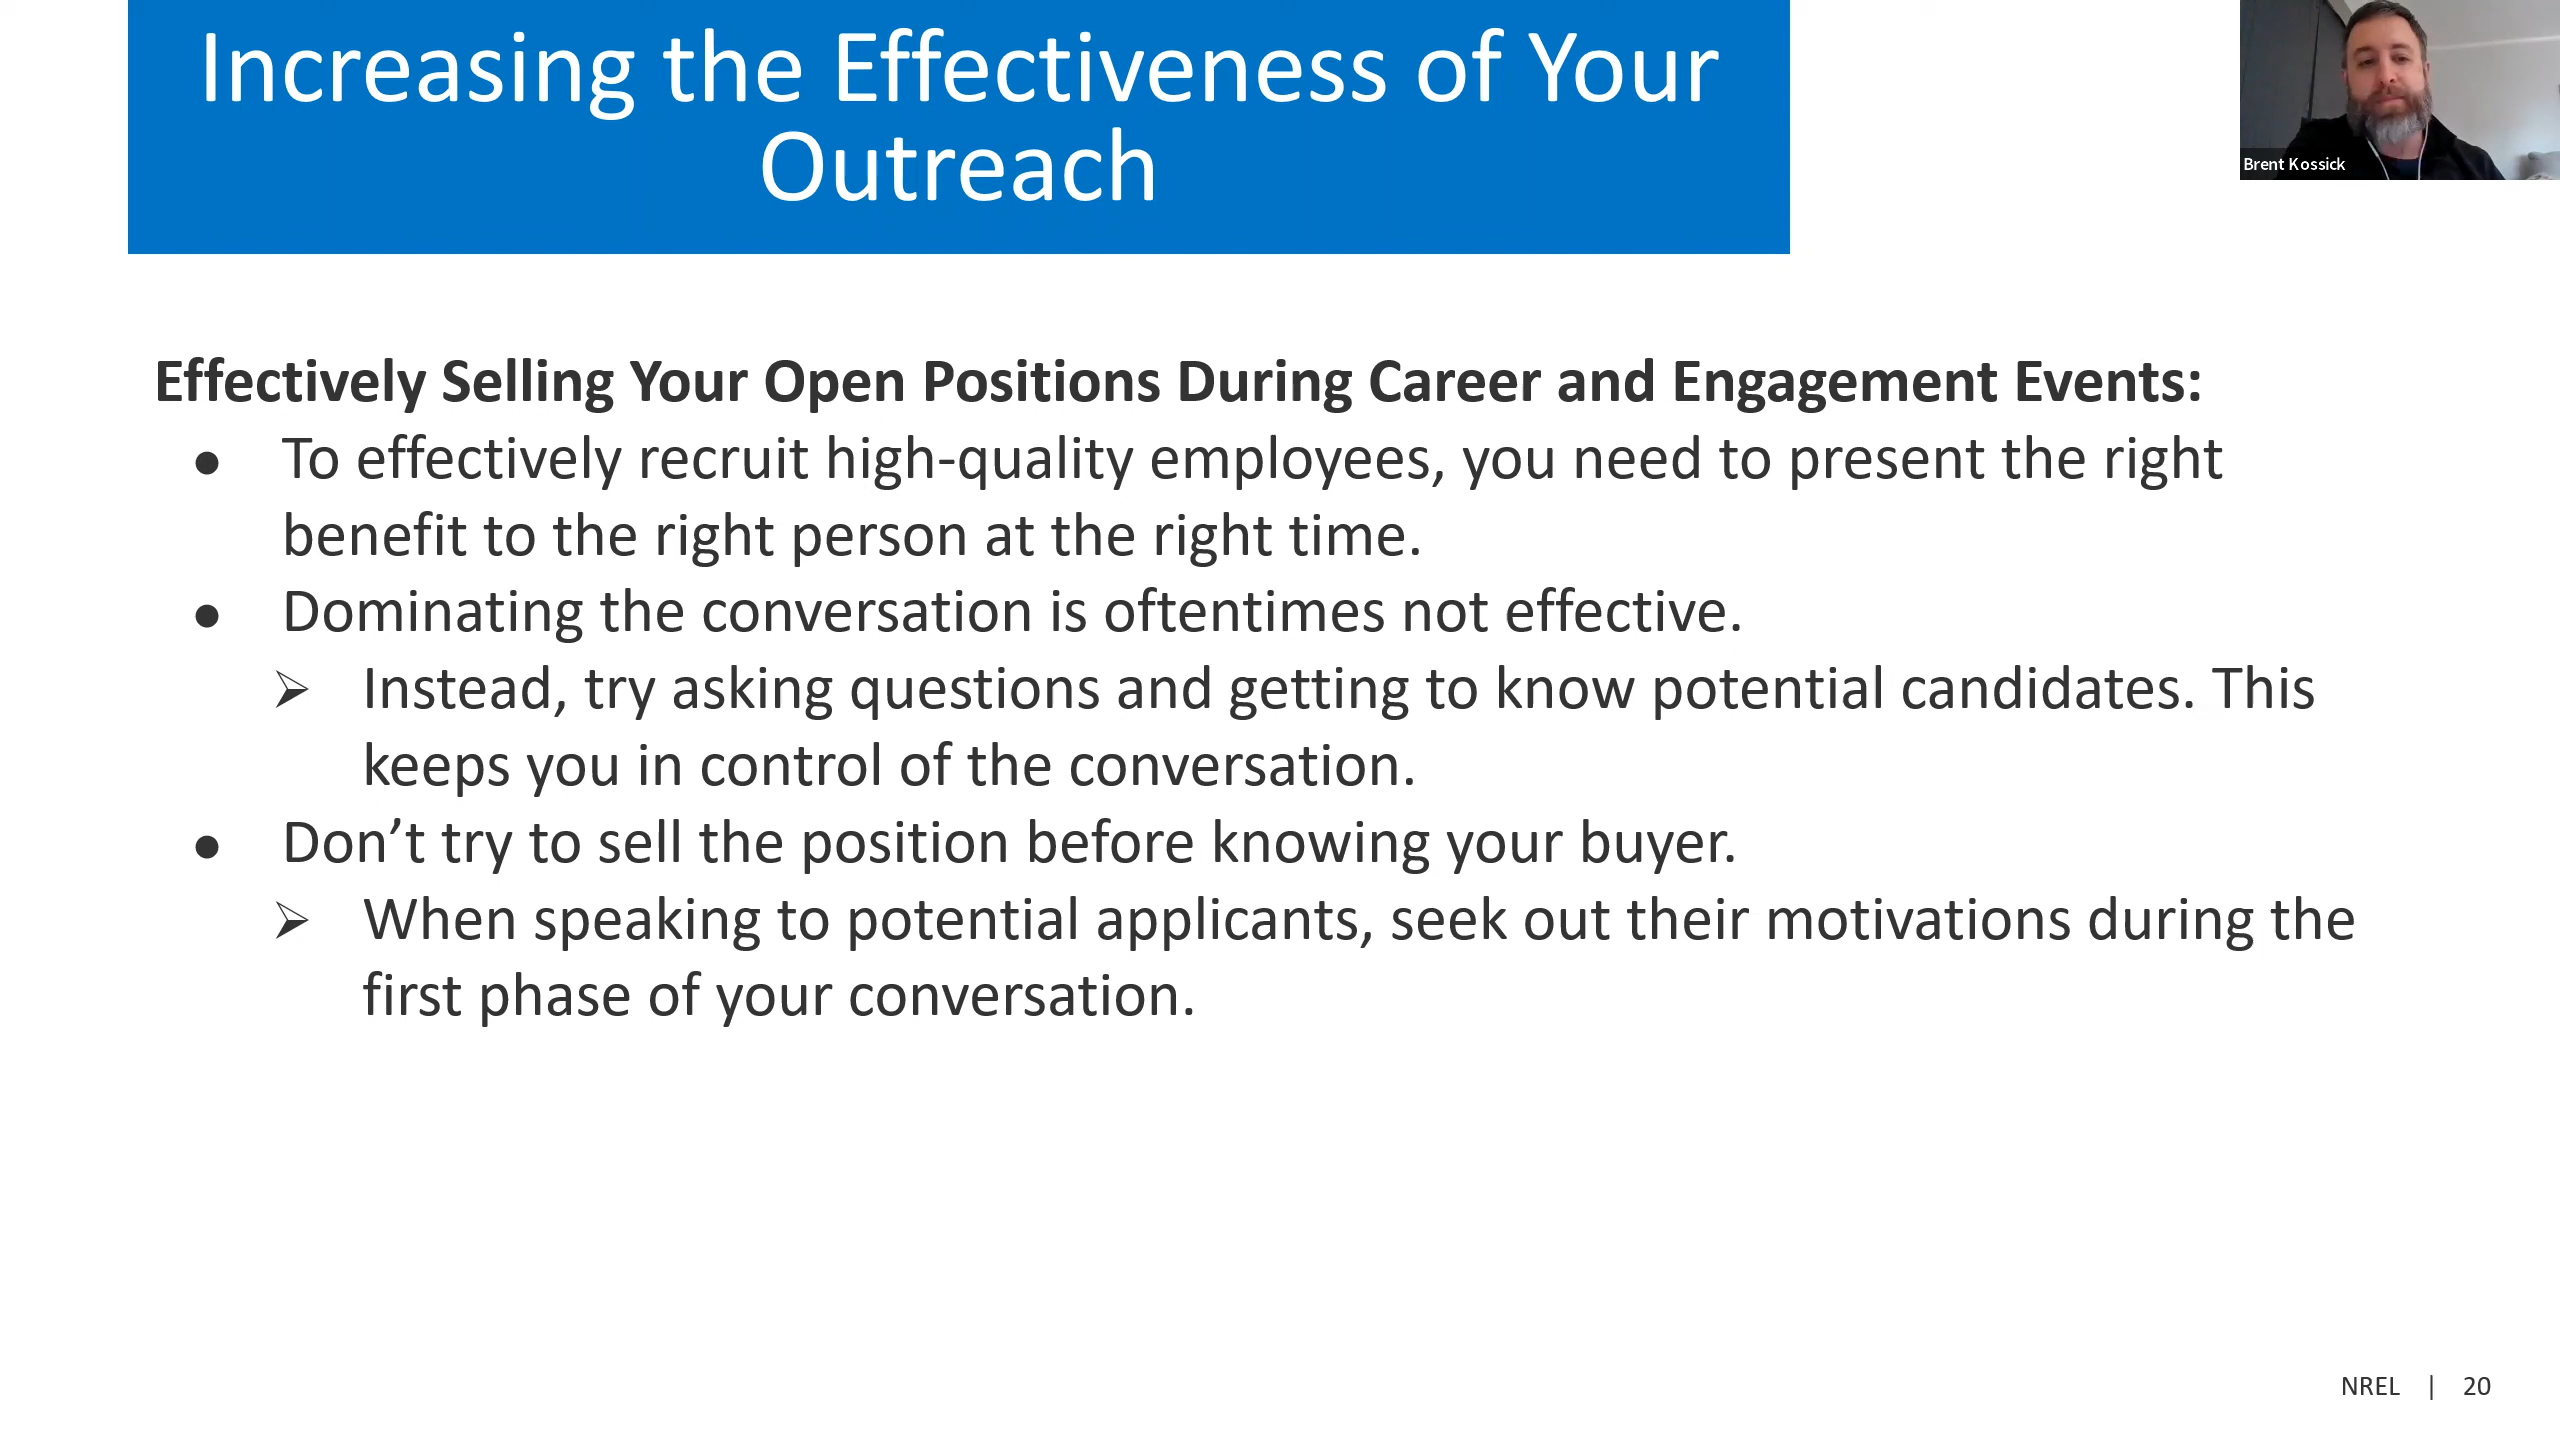 Increasing the Effectiveness of Your
Outreach
Brent Kossick
Effectively Selling Your Open Positions During Career and Engagement Events:
● To effectively recruit high-quality employees, you need to present the right
benefit to the right person at the right time.
● Dominating the conversation is oftentimes not effective.
➢ Instead, try asking questions and getting to know potential candidates. This
keeps you in control of the conversation.
● Don’t try to sell the position before knowing your buyer.
➢ When speaking to potential applicants, seek out their motivations during the
first phase of your conversation.
NREL | 20